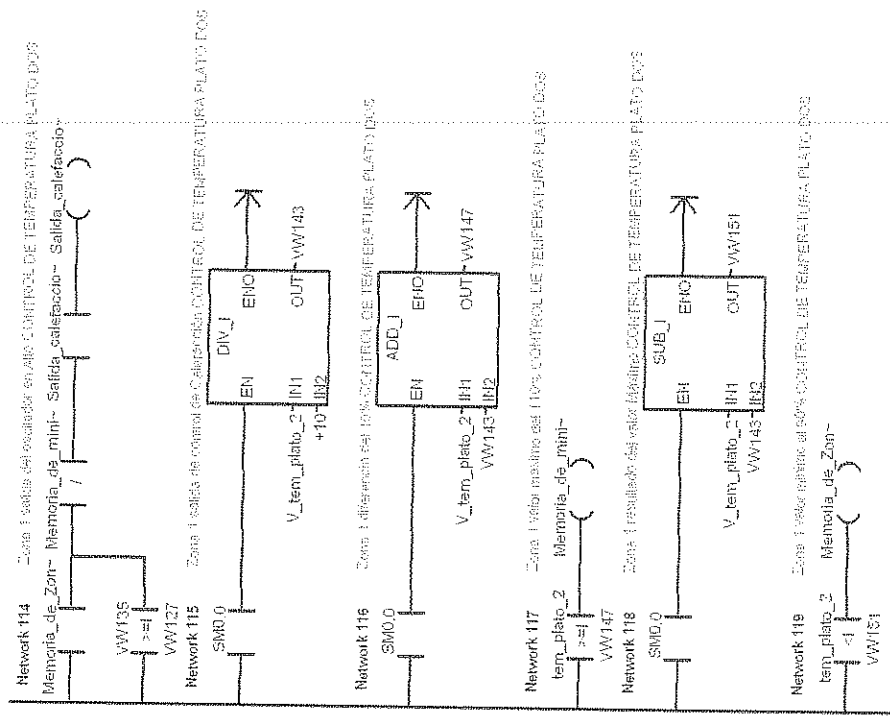 Network 114 Zona 1 salida del oscilador en Alto CONTROL DE TEMPERATURA PLATO DOS
Memoria_de_Zon~ Memoria_de_mini~ Salida_calefaccio~ Salida_calefaccio~
/
VW135
>=I
VW127
Network 115 Zona 1 salida de control de Calefacción CONTROL DE TEMPERATURA PLATO DOS
SM0.0
DIV_I
EN ENO
V_tem_plato_2 IN1 OUT VW143
+10 IN2
Network 116 Zona 1 diferencia del 10% CONTROL DE TEMPERATURA PLATO DOS
SM0.0
ADD_I
EN ENO
V_tem_plato_2 IN1 OUT VW147
VW143 IN2
Network 117 Zona 1 valor maximo del 110% CONTROL DE TEMPERATURA PLATO DOS
tem_plato_2 Memoria_de_mini~
>=I
VW147
Network 118 Zona 1 resultado del valor Máximo CONTROL DE TEMPERATURA PLATO DOS
SM0.0
SUB_I
EN ENO
V_tem_plato_2 IN1 OUT VW151
VW143 IN2
Network 119 Zona 1 valor minimo al 90% CONTROL DE TEMPERATURA PLATO DOS
tem_plato_2 Memoria_de_Zon~
<I
VW151